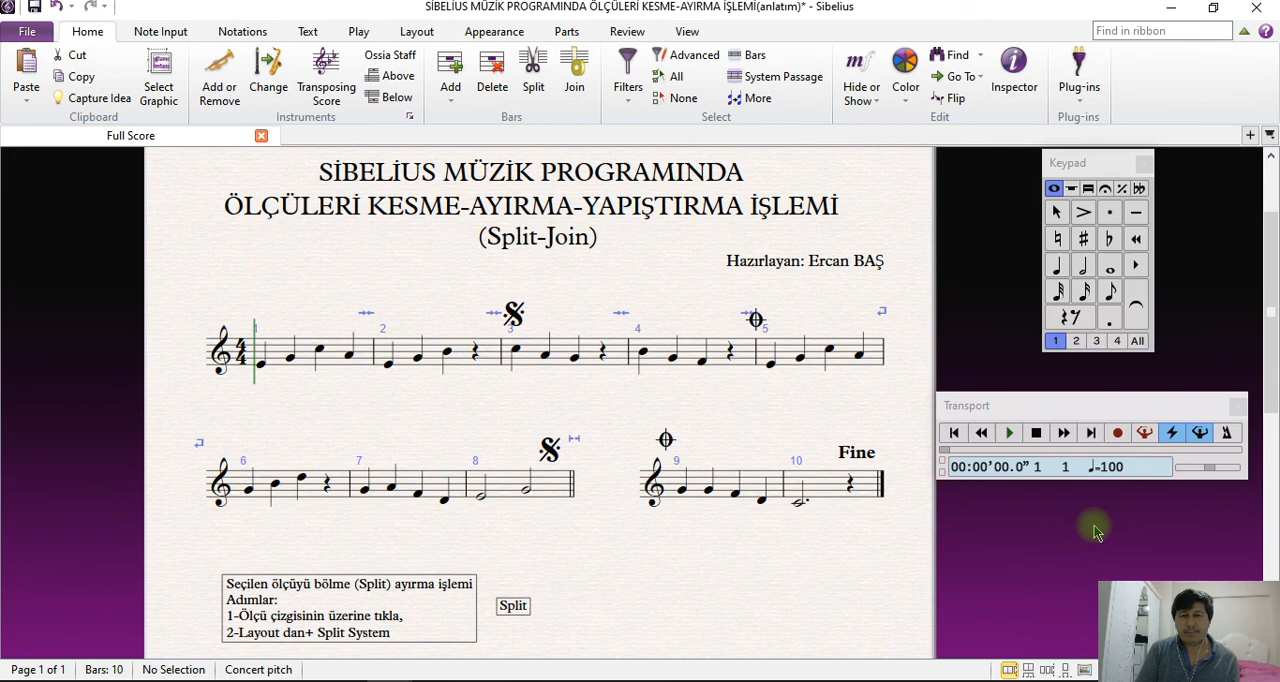 SİBELİUS MÜZİK PROGRAMINDA ÖLÇÜLERİ KESME-AYIRMA İŞLEMİ(anlatım)* - Sibelius
File Home Note Input Notations Text Play Layout Appearance Parts Review View Find in ribbon
Paste
Cut
Copy
Capture Idea
Select Graphic
Clipboard
Add or Remove
Change
Transposing Score
Ossia Staff
Above
Below
Instruments
Add
Delete
Split
Join
Bars
Filters
Advanced
All
None
Bars
System Passage
More
Select
Hide or Show
Color
Find
Go To
Flip
Inspector
Edit
Plug-ins
Plug-ins
Full Score
SİBELİUS MÜZİK PROGRAMINDA
ÖLÇÜLERİ KESME-AYIRMA-YAPIŞTIRMA İŞLEMİ
(Split-Join)
Hazırlayan: Ercan BAŞ
1 2 3 4 5
6 7 8 9 10
Fine
Seçilen ölçüyü bölme (Split) ayırma işlemi
Adımlar:
1-Ölçü çizgisinin üzerine tıkla,
2-Layout dan+ Split System
Split
Keypad
1 2 3 4 All
Transport
00:00'00.0" 1 1 ♩=100
Page 1 of 1 Bars: 10 No Selection Concert pitch